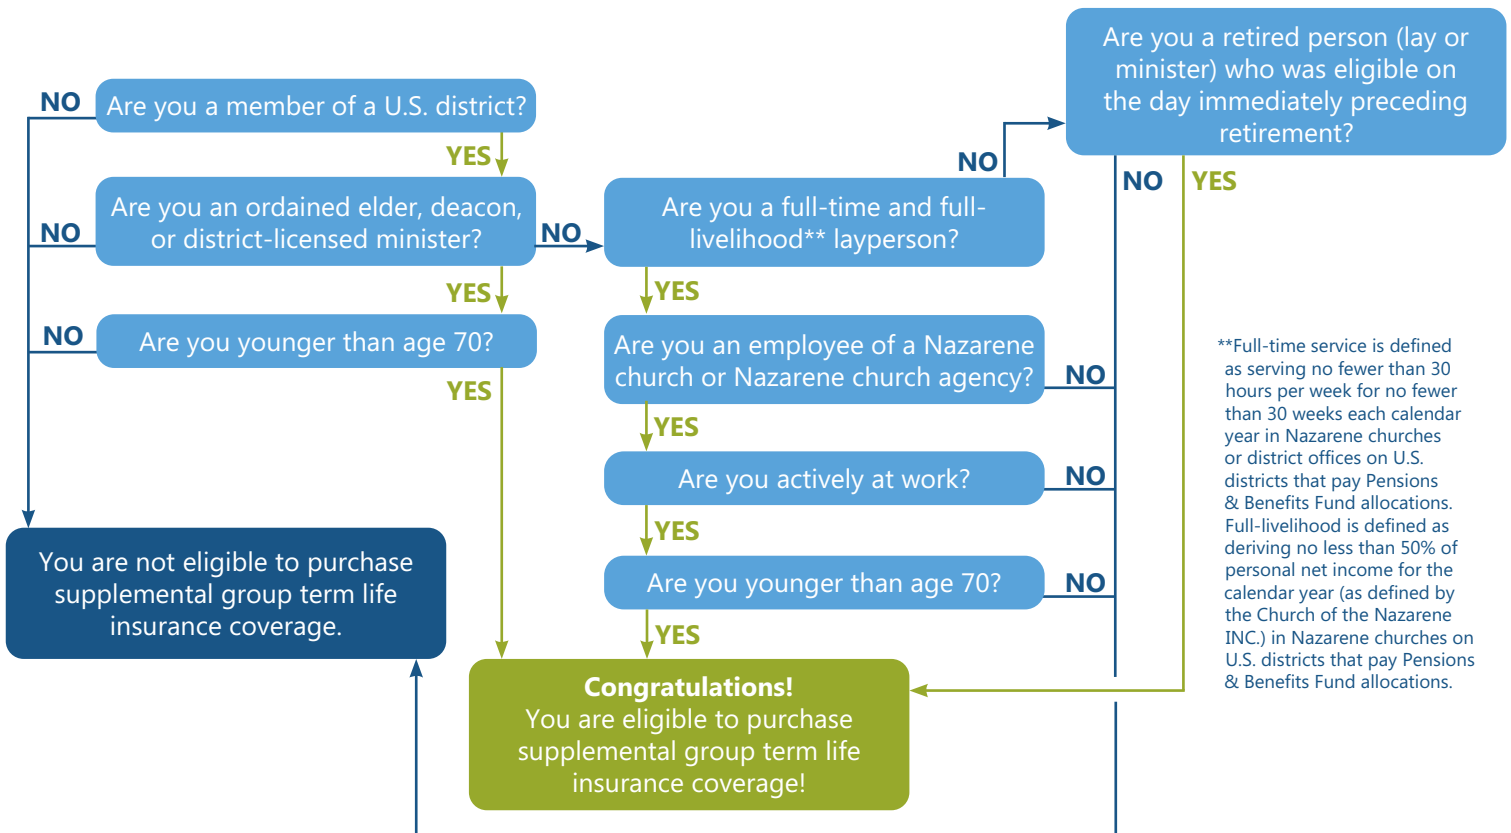 NO
Are you a member of a U.S. district?
YES
NO
Are you an ordained elder, deacon,
or district-licensed minister?
NO
YES
NO
Are you younger than age 70?
YES
You are not eligible to purchase
supplemental group term life
insurance coverage.
Are you a full-time and full-
livelihood** layperson?
NO
YES
Are you an employee of a Nazarene
church or Nazarene church agency?
NO
YES
Are you actively at work?
NO
YES
Are you younger than age 70?
NO
YES
Congratulations!
You are eligible to purchase
supplemental group term life
insurance coverage!
Are you a retired person (lay or
minister) who was eligible on
the day immediately preceding
retirement?
NO
YES
**Full-time service is defined
as serving no fewer than 30
hours per week for no fewer
than 30 weeks each calendar
year in Nazarene churches
or district offices on U.S.
districts that pay Pensions
& Benefits Fund allocations.
Full-livelihood is defined as
deriving no less than 50% of
personal net income for the
calendar year (as defined by
the Church of the Nazarene
INC.) in Nazarene churches on
U.S. districts that pay Pensions
& Benefits Fund allocations.